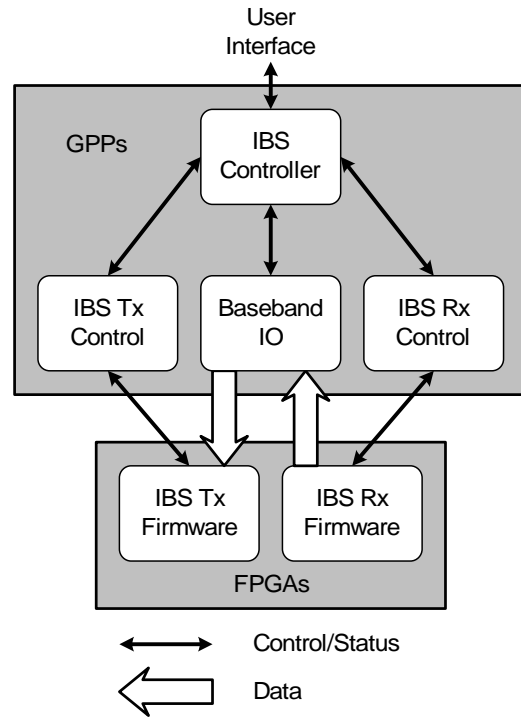 User
Interface
GPPs
IBS
Controller
IBS Tx
Control
Baseband
IO
IBS Rx
Control
IBS Tx
Firmware
IBS Rx
Firmware
FPGAs
Control/Status
Data